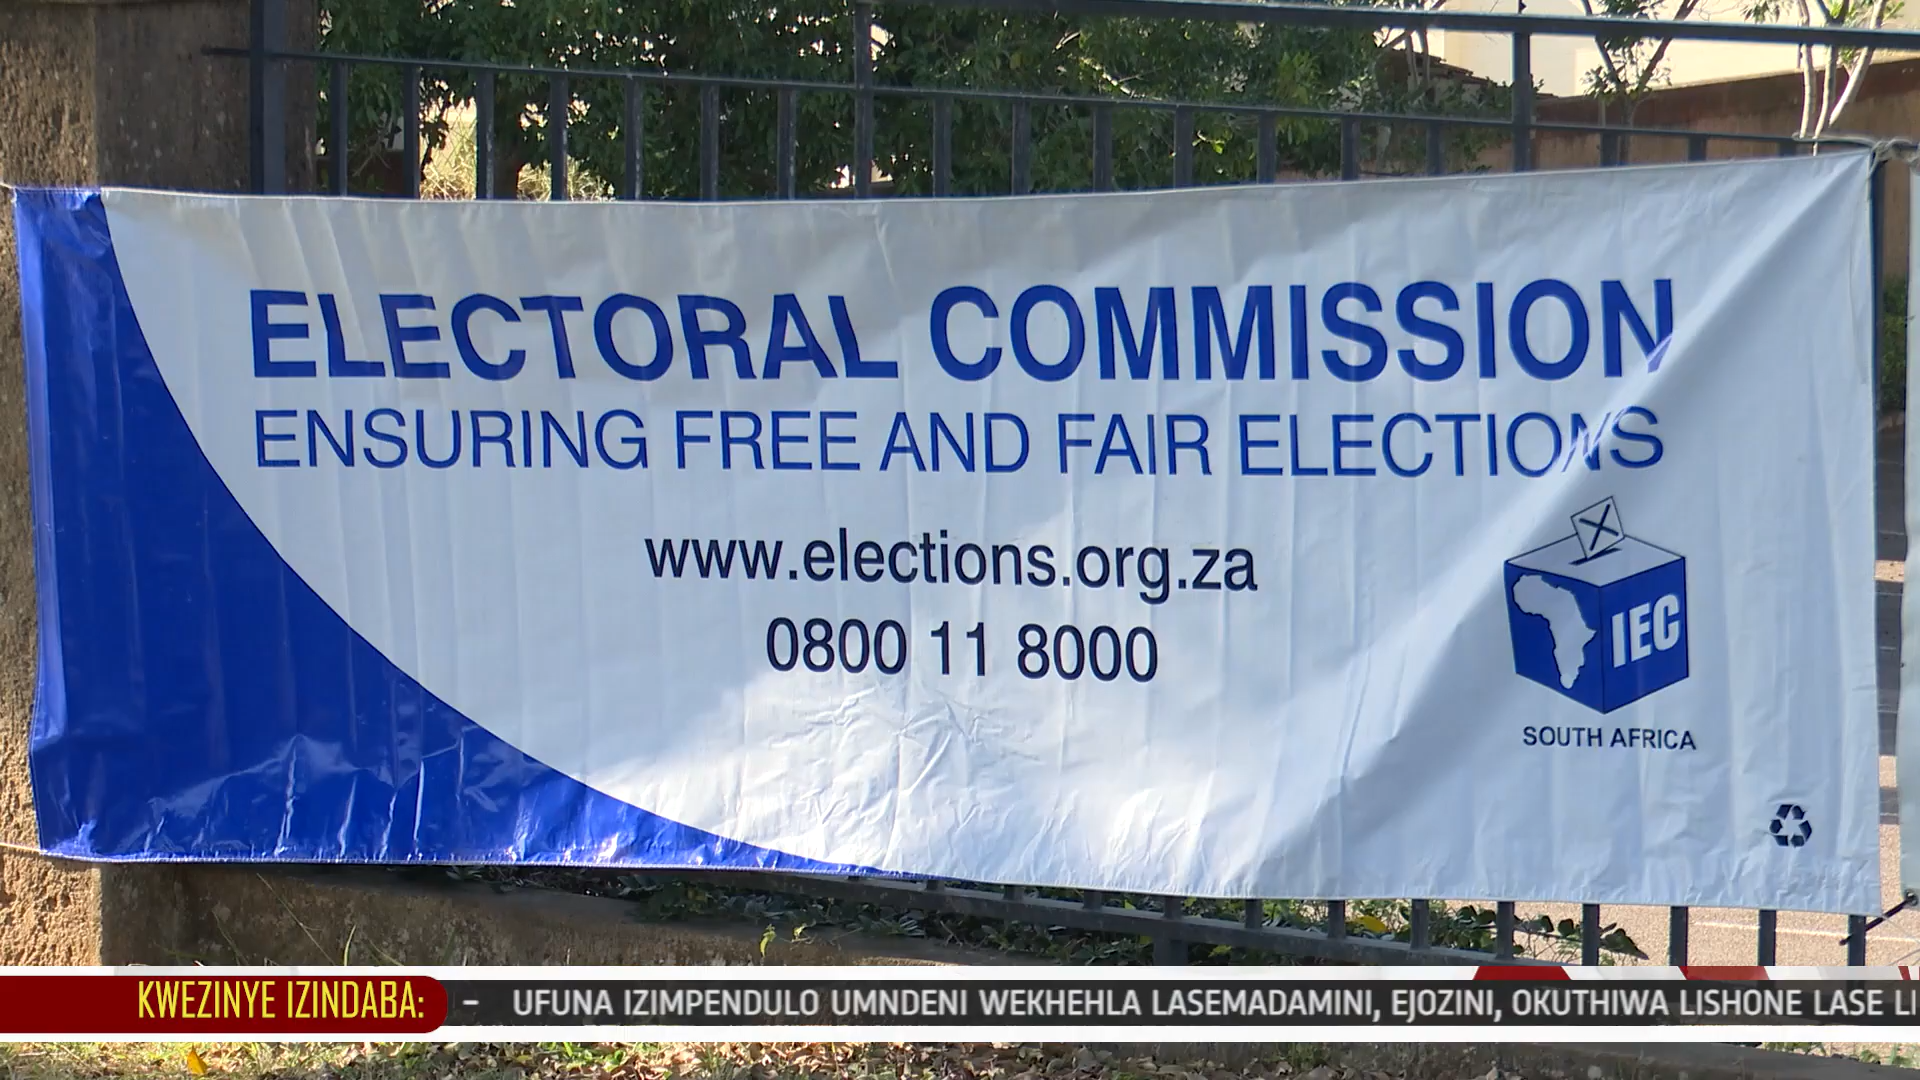 ELECTORAL COMMISSION
ENSURING FREE AND FAIR ELECTIONS
www.elections.org.za
0800 11 8000
IEC
SOUTH AFRICA
KWEZINYE IZINDABA:
- UFUNA IZIMPENDULO UMNDENI WEKHEHLA LASEMADAMINI, EJOZINI, OKUTHIWA LISHONE LASE